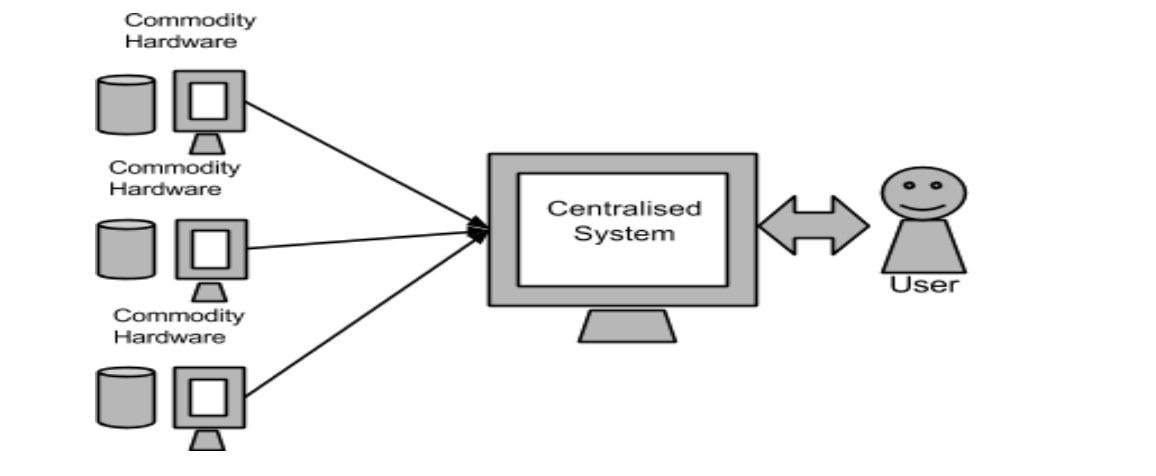 Commodity
Hardware
Commodity
Hardware
Commodity
Hardware
Centralised
System
User